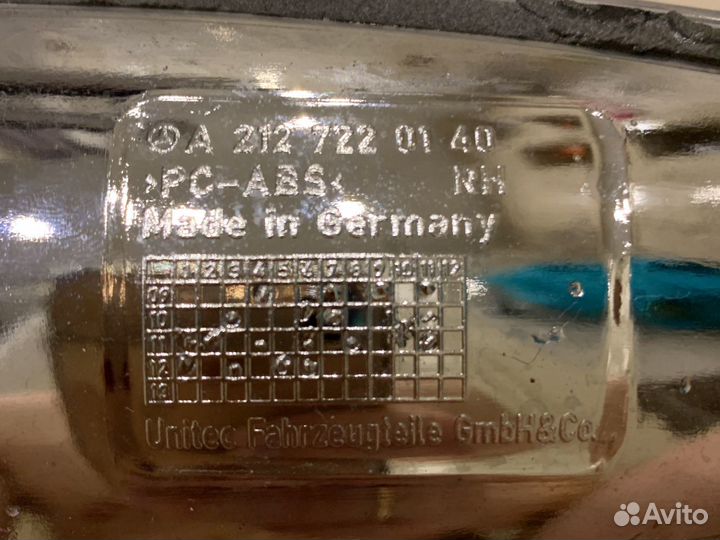 A 212 722 01 40
>PC-ABS< NH
Made in Germany
1 2 3 4 5 6 7 8 9 10 11 12
09
10
11
12
13
Unitec Fahrzeugteile GmbH&Co.
Avito